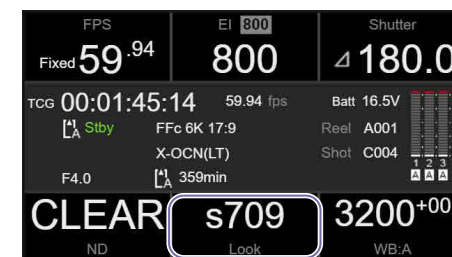 FPS EI 800 Shutter
Fixed 59.94 800 ⊿180.0
TCG 00:01:45:14 59.94 fps Batt 16.5V
A Stby FFc 6K 17:9 Reel A001
X-OCN(LT) Shot C004
F4.0 A 359min 1 2 3
A A A
CLEAR s709 3200+00
ND Look WB:A